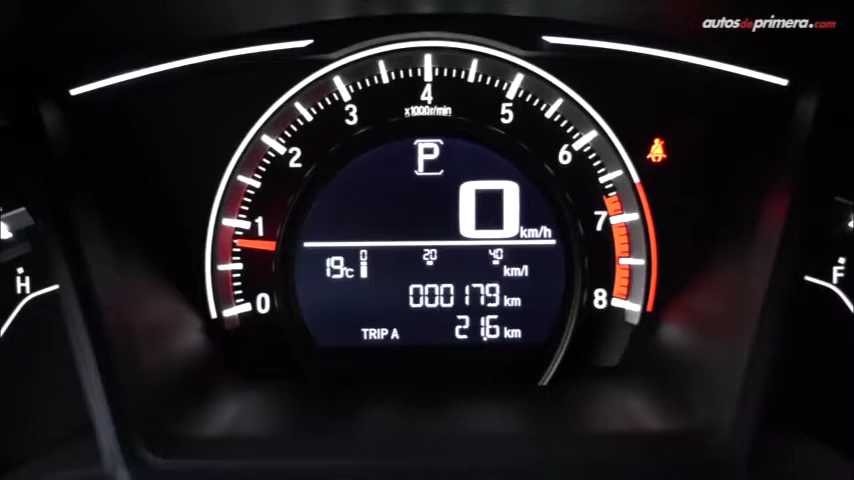 autosdeprimera.com
4
x1000r/min
3
5
P
2
6
0
km/h
1
7
19°C
0
20
40
km/l
H
F
000179 km
0
8
TRIP A
21.6 km